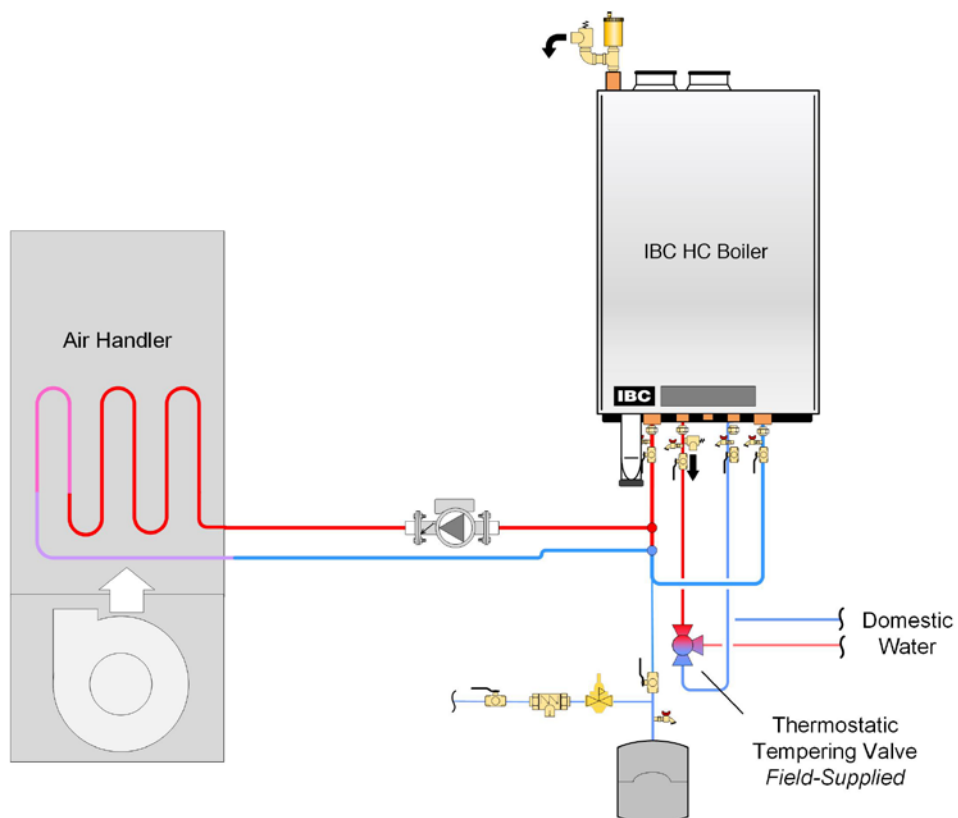 IBC HC Boiler
Air Handler
IBC
Domestic
Water
Thermostatic
Tempering Valve
Field-Supplied